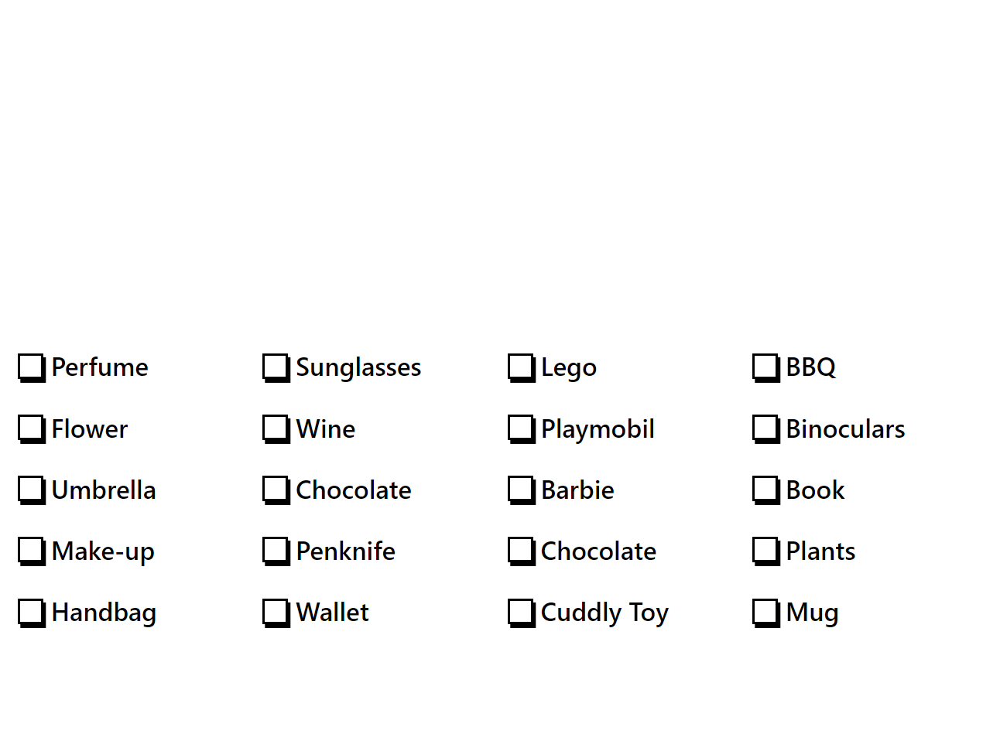 Perfume Sunglasses Lego BBQ
Flower Wine Playmobil Binoculars
Umbrella Chocolate Barbie Book
Make-up Penknife Chocolate Plants
Handbag Wallet Cuddly Toy Mug